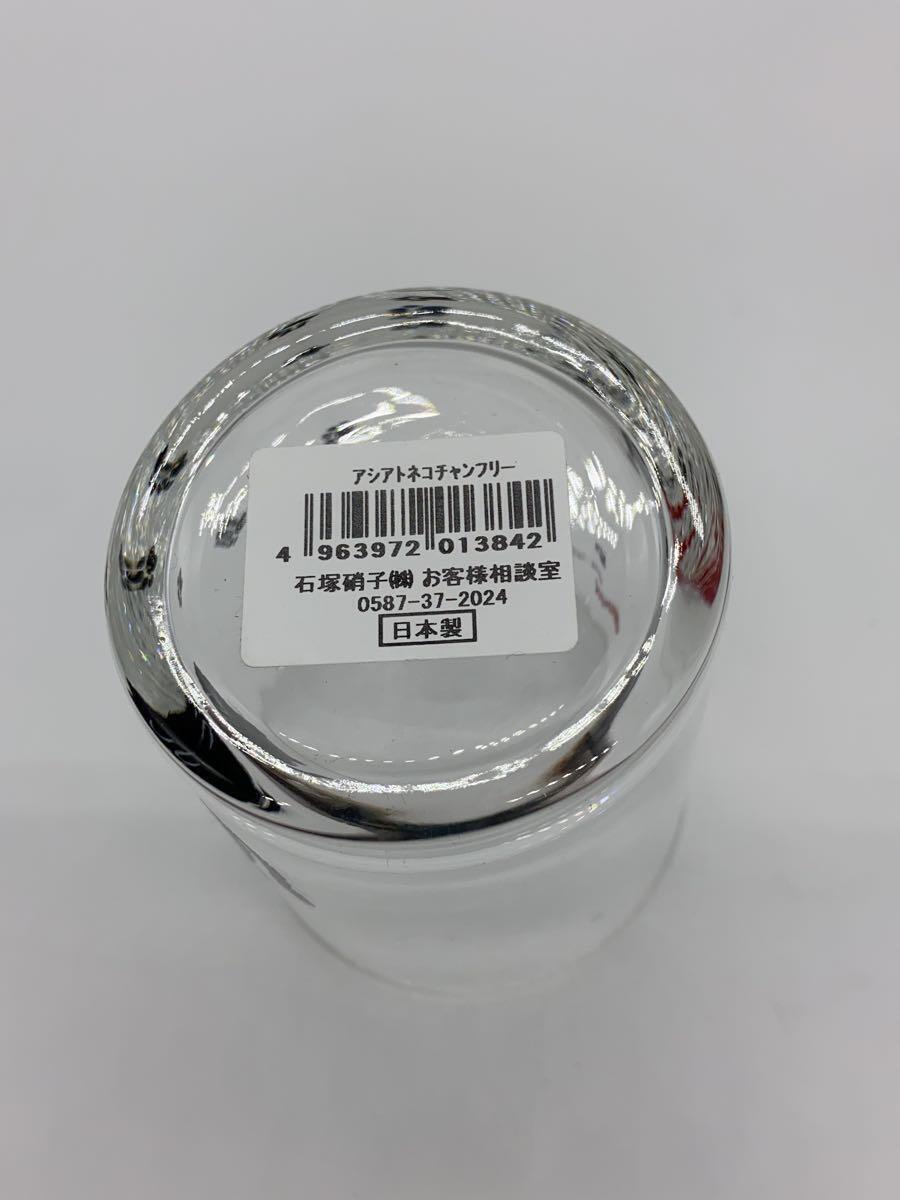 アシアトネコチャンフリー
4 963972 013842
石塚硝子㈱ お客様相談室
0587-37-2024
日本製